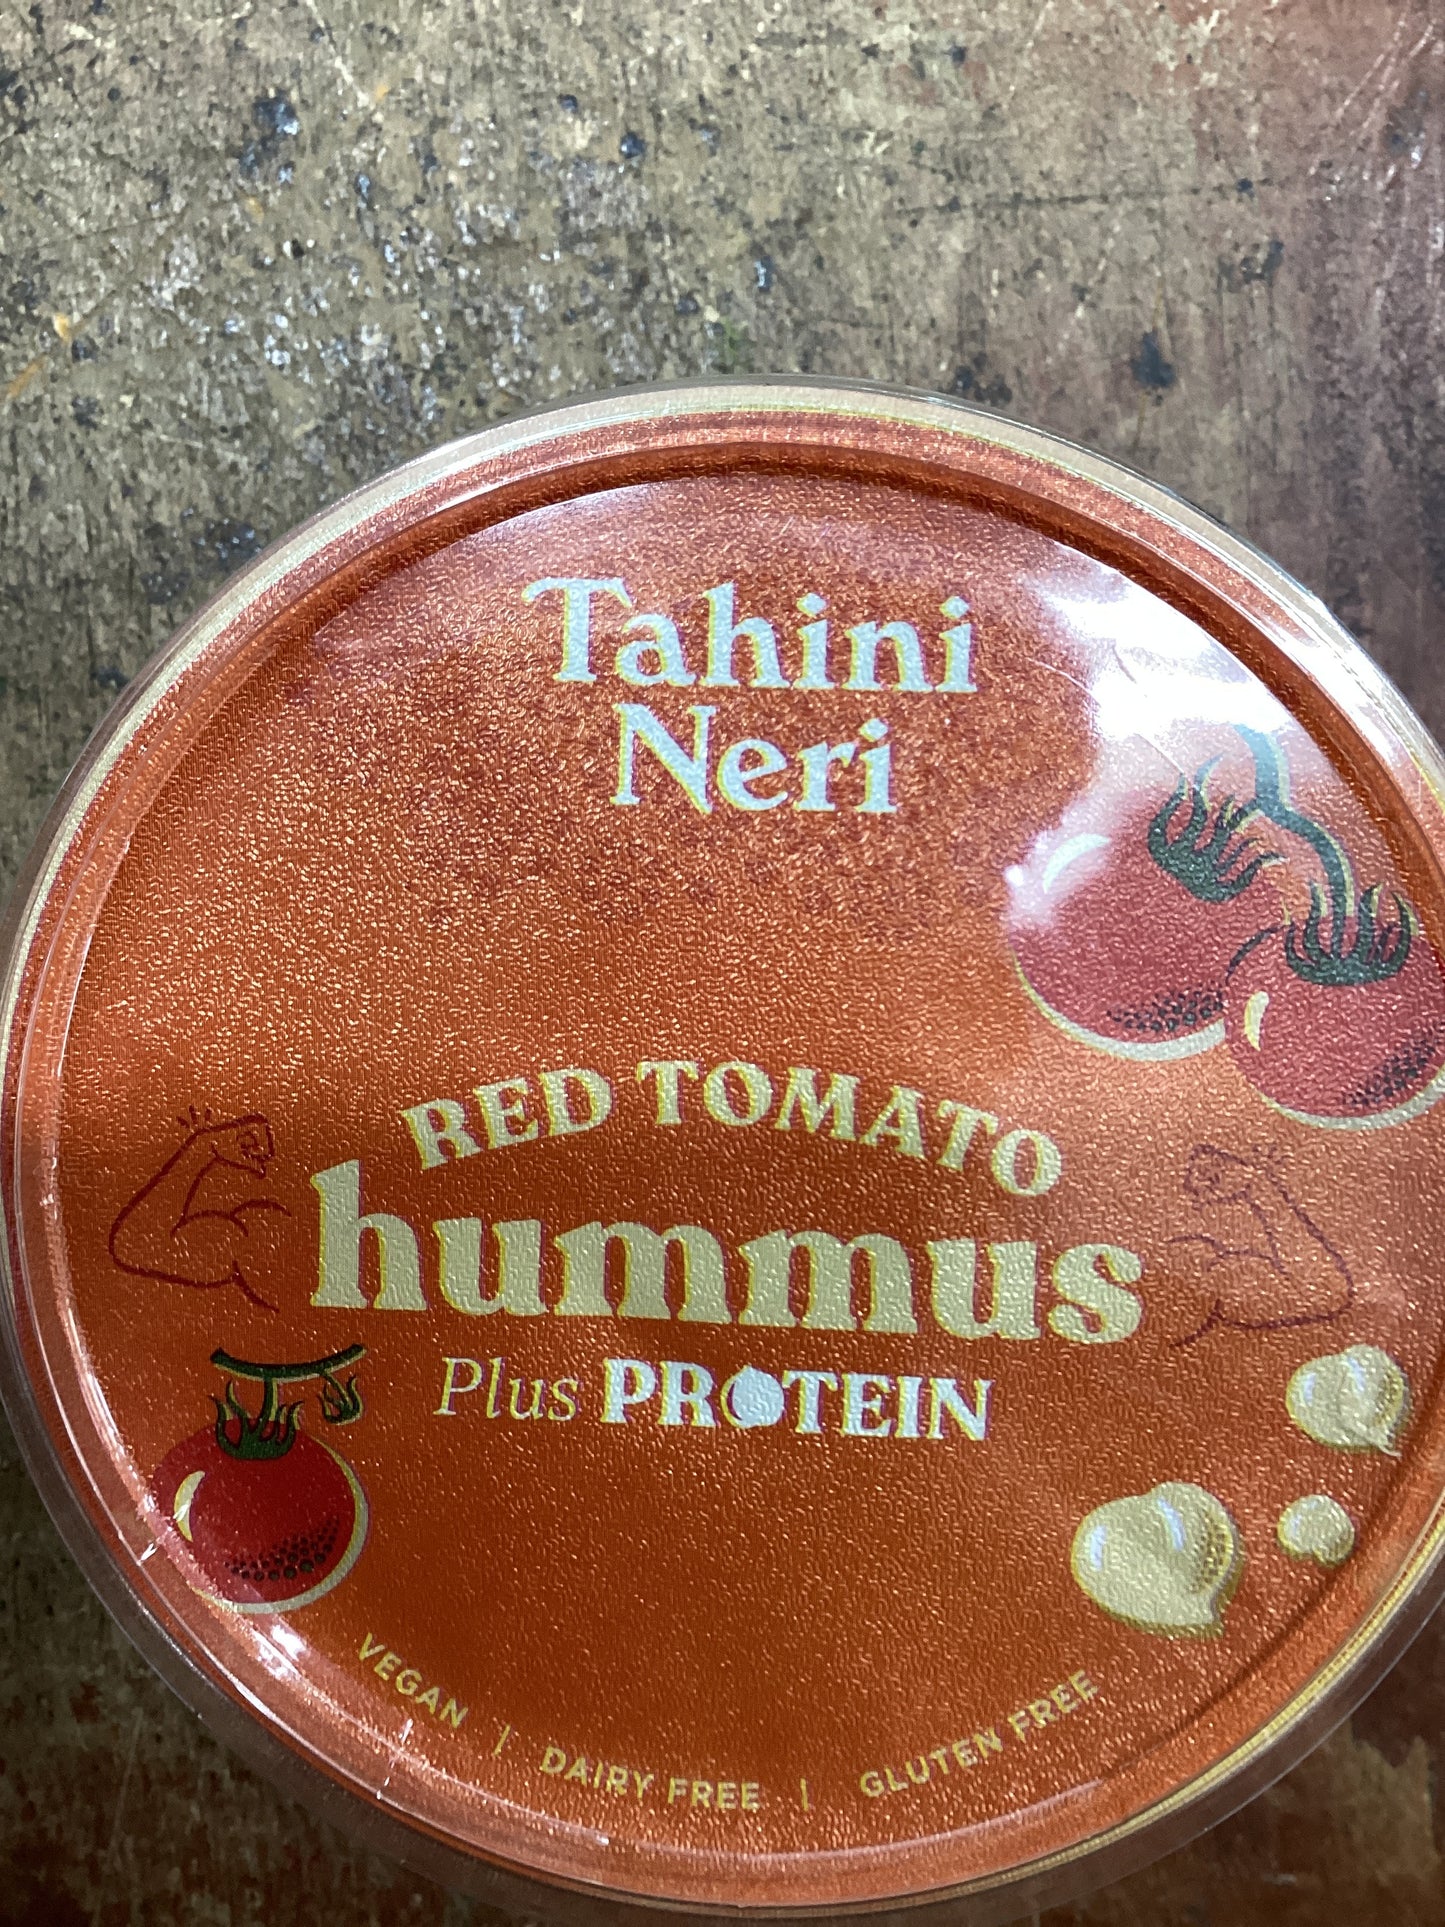 Tahini
Neri
RED TOMATO
hummus
Plus PROTEIN
VEGAN | DAIRY FREE | GLUTEN FREE